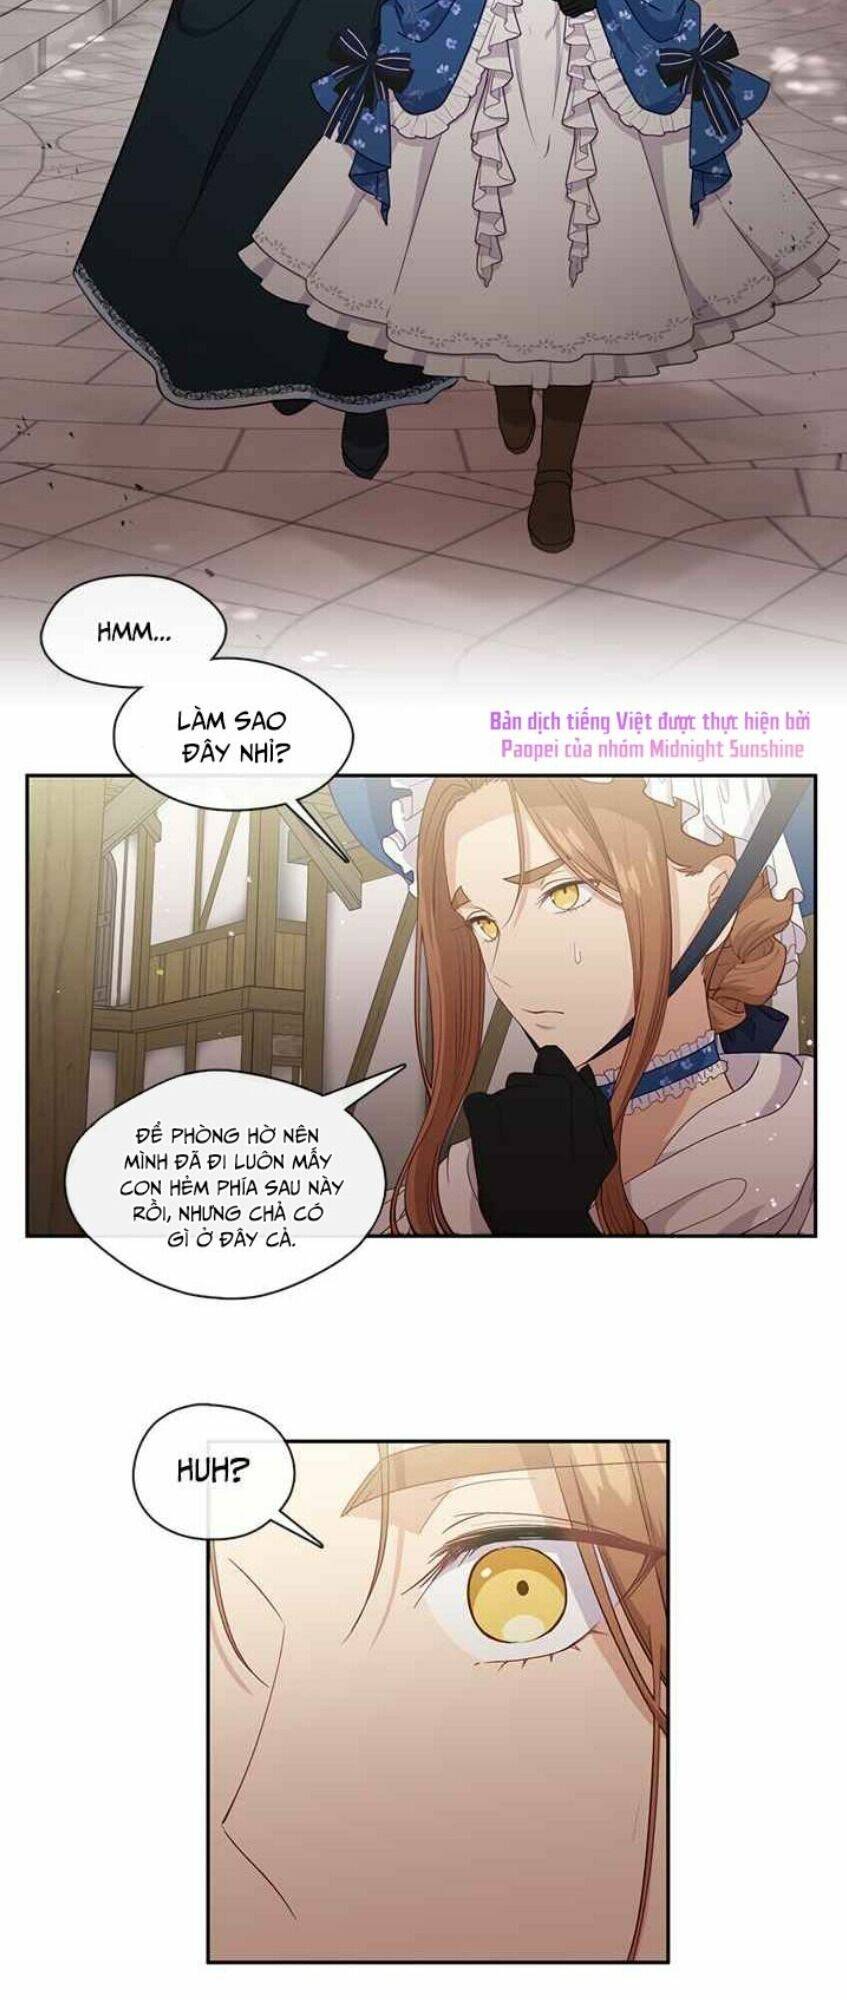 HMM...
LÀM SAO
ĐÂY NHỈ?
Bản dịch tiếng Việt được thực hiện bởi
Paopei của nhóm Midnight Sunshine
ĐỀ PHÒNG HỜ NÊN
MÌNH ĐÃ ĐI LUÔN MẤY
CON HẺM PHÍA SAU NÀY
RỒI, NHƯNG CHẢ CÓ
GÌ Ở ĐÂY CẢ.
HUH?